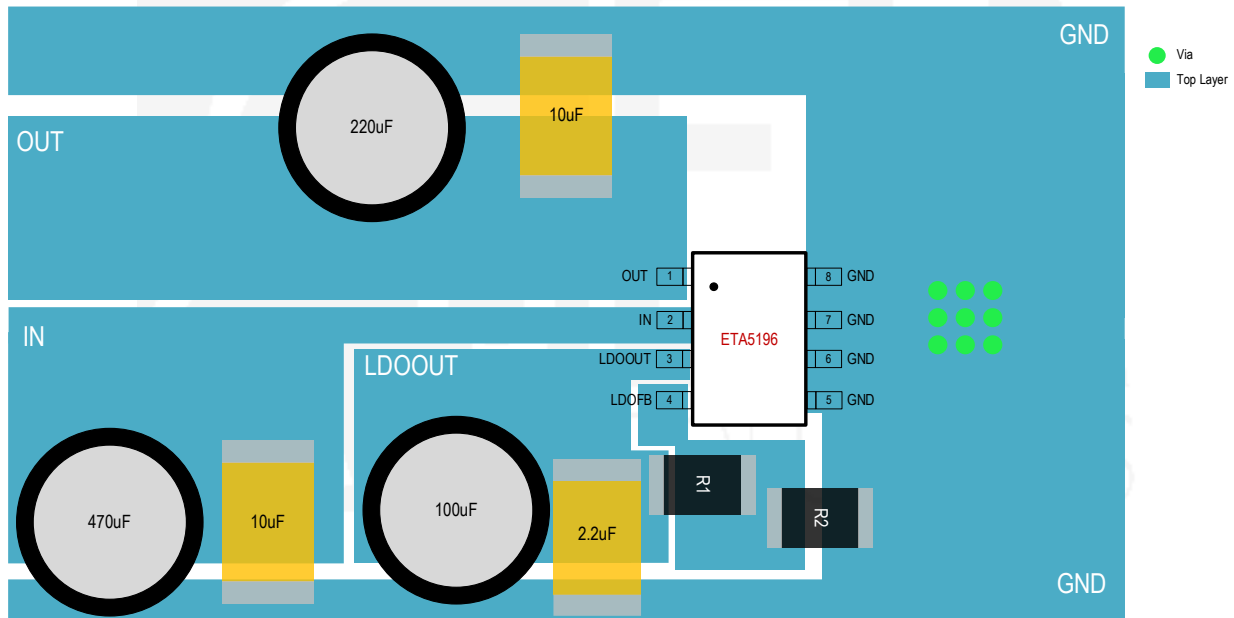 GND
Via
Top Layer
220uF
10uF
OUT
OUT 1
8 GND
IN 2
7 GND
ETA5196
LDOOUT 3
6 GND
LDOFB 4
5 GND
IN
LDOOUT
470uF
10uF
100uF
2.2uF
R1
R2
GND